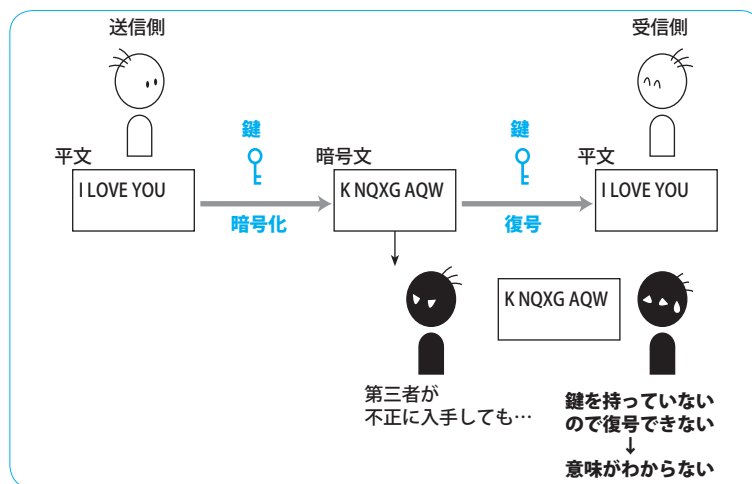 送信側
受信側
鍵
鍵
平文
暗号文
平文
I LOVE YOU
K NQXG AQW
I LOVE YOU
暗号化
復号
K NQXG AQW
第三者が
不正に入手しても…
鍵を持っていない
ので復号できない
↓
意味がわからない